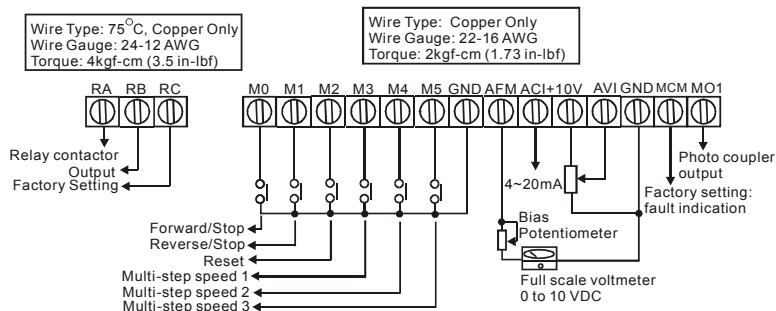 Wire Type: 75°C, Copper Only
Wire Gauge: 24-12 AWG
Torque: 4kgf-cm (3.5 in-lbf)
Wire Type: Copper Only
Wire Gauge: 22-16 AWG
Torque: 2kgf-cm (1.73 in-lbf)
RA RB RC
M0 M1 M2 M3 M4 M5 GND AFM ACI +10V AVI GND MCM MO1
Relay contactor
Output
Factory Setting
4~20mA
Photo coupler
output
Factory setting:
fault indication
Bias
Potentiometer
Forward/Stop
Reverse/Stop
Reset
Multi-step speed 1
Multi-step speed 2
Multi-step speed 3
Full scale voltmeter
0 to 10 VDC